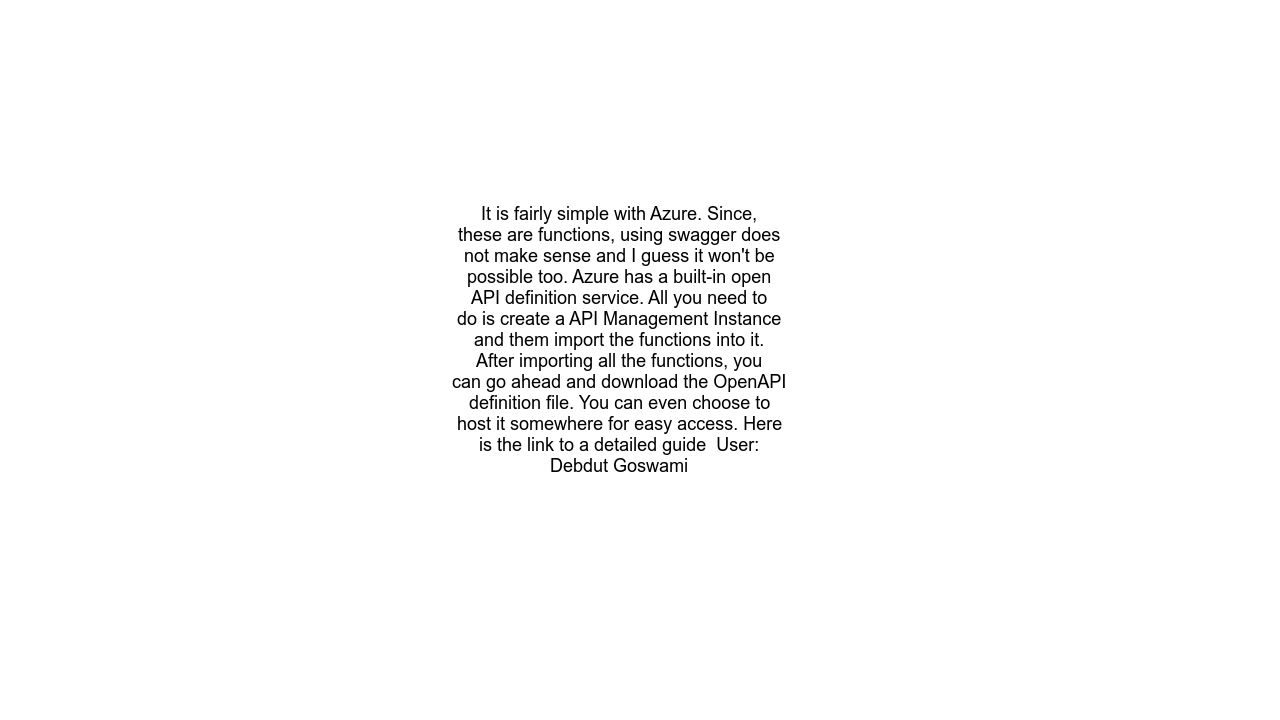 It is fairly simple with Azure. Since,
these are functions, using swagger does
not make sense and I guess it won't be
possible too. Azure has a built-in open
API definition service. All you need to
do is create a API Management Instance
and them import the functions into it.
After importing all the functions, you
can go ahead and download the OpenAPI
definition file. You can even choose to
host it somewhere for easy access. Here
is the link to a detailed guide  User:
Debdut Goswami